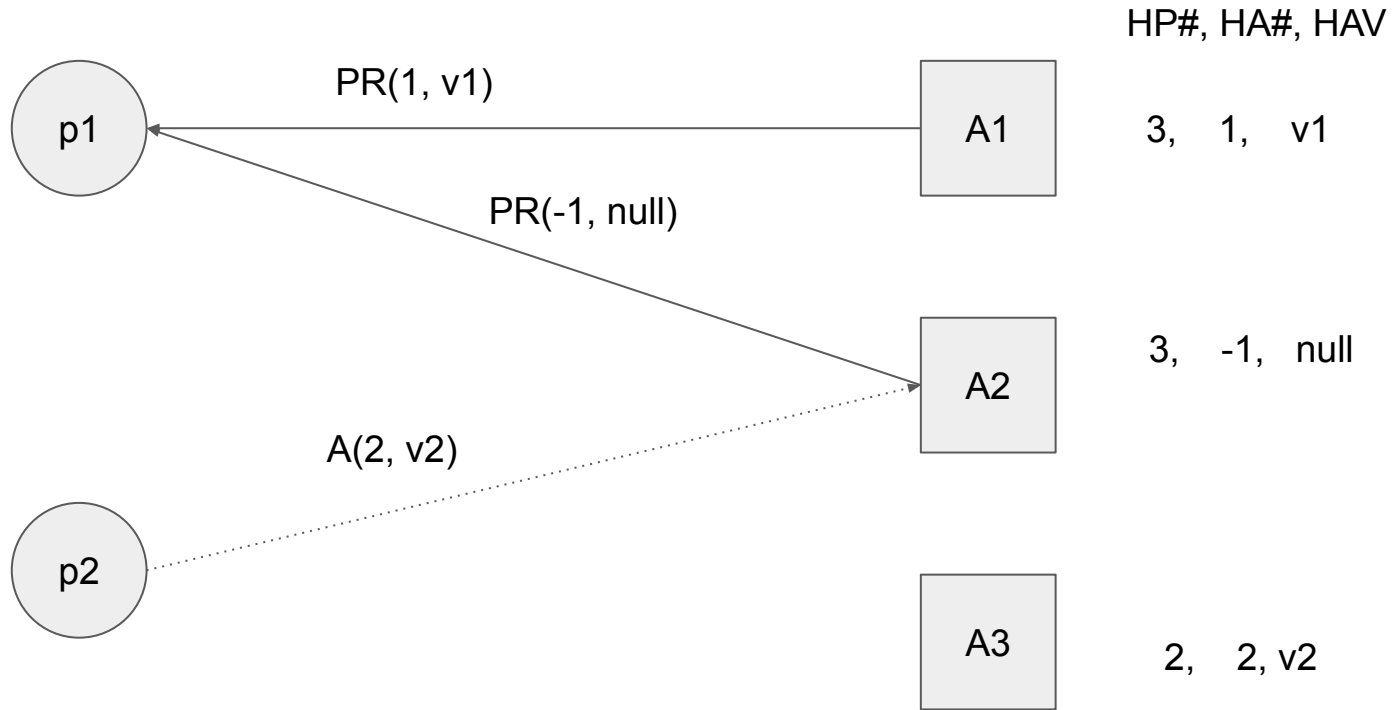 HP#, HA#, HAV
PR(1, v1)
p1
A1
3, 1, v1
PR(-1, null)
3, -1, null
A2
A(2, v2)
p2
A3
2, 2, v2